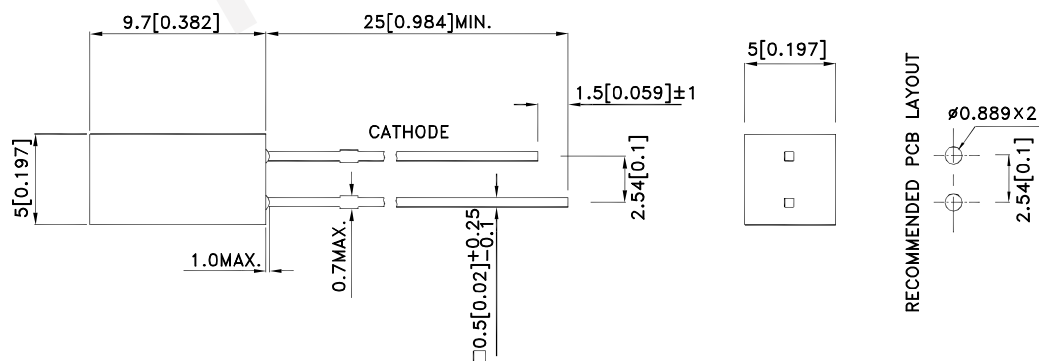 9.7[0.382]
25[0.984]MIN.
5[0.197]
1.5[0.059]±1
CATHODE
5[0.197]
2.54[0.1]
1.0MAX.
0.7MAX.
□0.5[0.02]+0.25
-0.1
RECOMMENDED PCB LAYOUT
ø0.889×2
2.54[0.1]